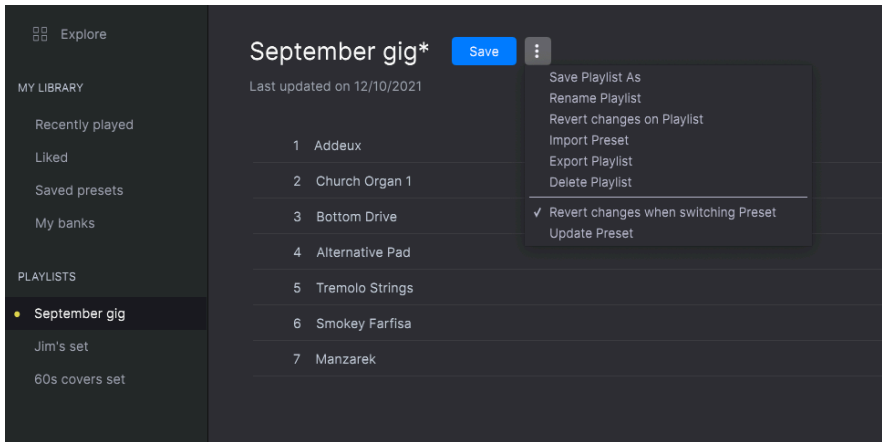 Explore
MY LIBRARY
Recently played
Liked
Saved presets
My banks
PLAYLISTS
September gig
Jim's set
60s covers set
September gig* Save
Last updated on 12/10/2021
1 Addeux
2 Church Organ 1
3 Bottom Drive
4 Alternative Pad
5 Tremolo Strings
6 Smokey Farfisa
7 Manzarek
Save Playlist As
Rename Playlist
Revert changes on Playlist
Import Preset
Export Playlist
Delete Playlist
✓ Revert changes when switching Preset
Update Preset